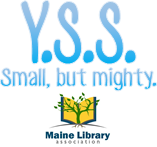 Y.S.S.
Small, but mighty.
Maine Library
association